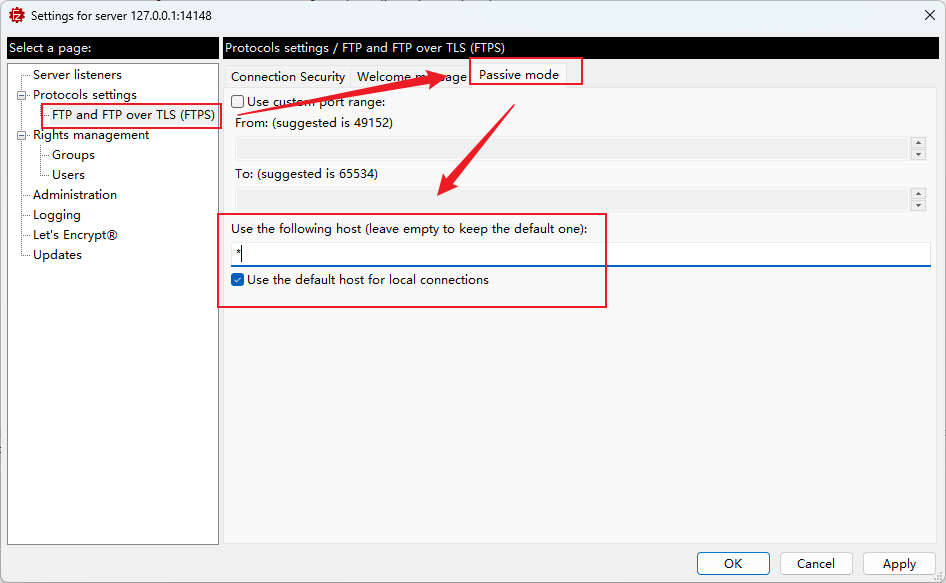 Settings for server 127.0.0.1:14148
Select a page:
Server listeners
Protocols settings
FTP and FTP over TLS (FTPS)
Rights management
Groups
Users
Administration
Logging
Let's Encrypt®
Updates
Protocols settings / FTP and FTP over TLS (FTPS)
Connection Security Welcome message Passive mode
Use custom port range:
From: (suggested is 49152)
To: (suggested is 65534)
Use the following host (leave empty to keep the default one):
*
Use the default host for local connections
OK Cancel Apply